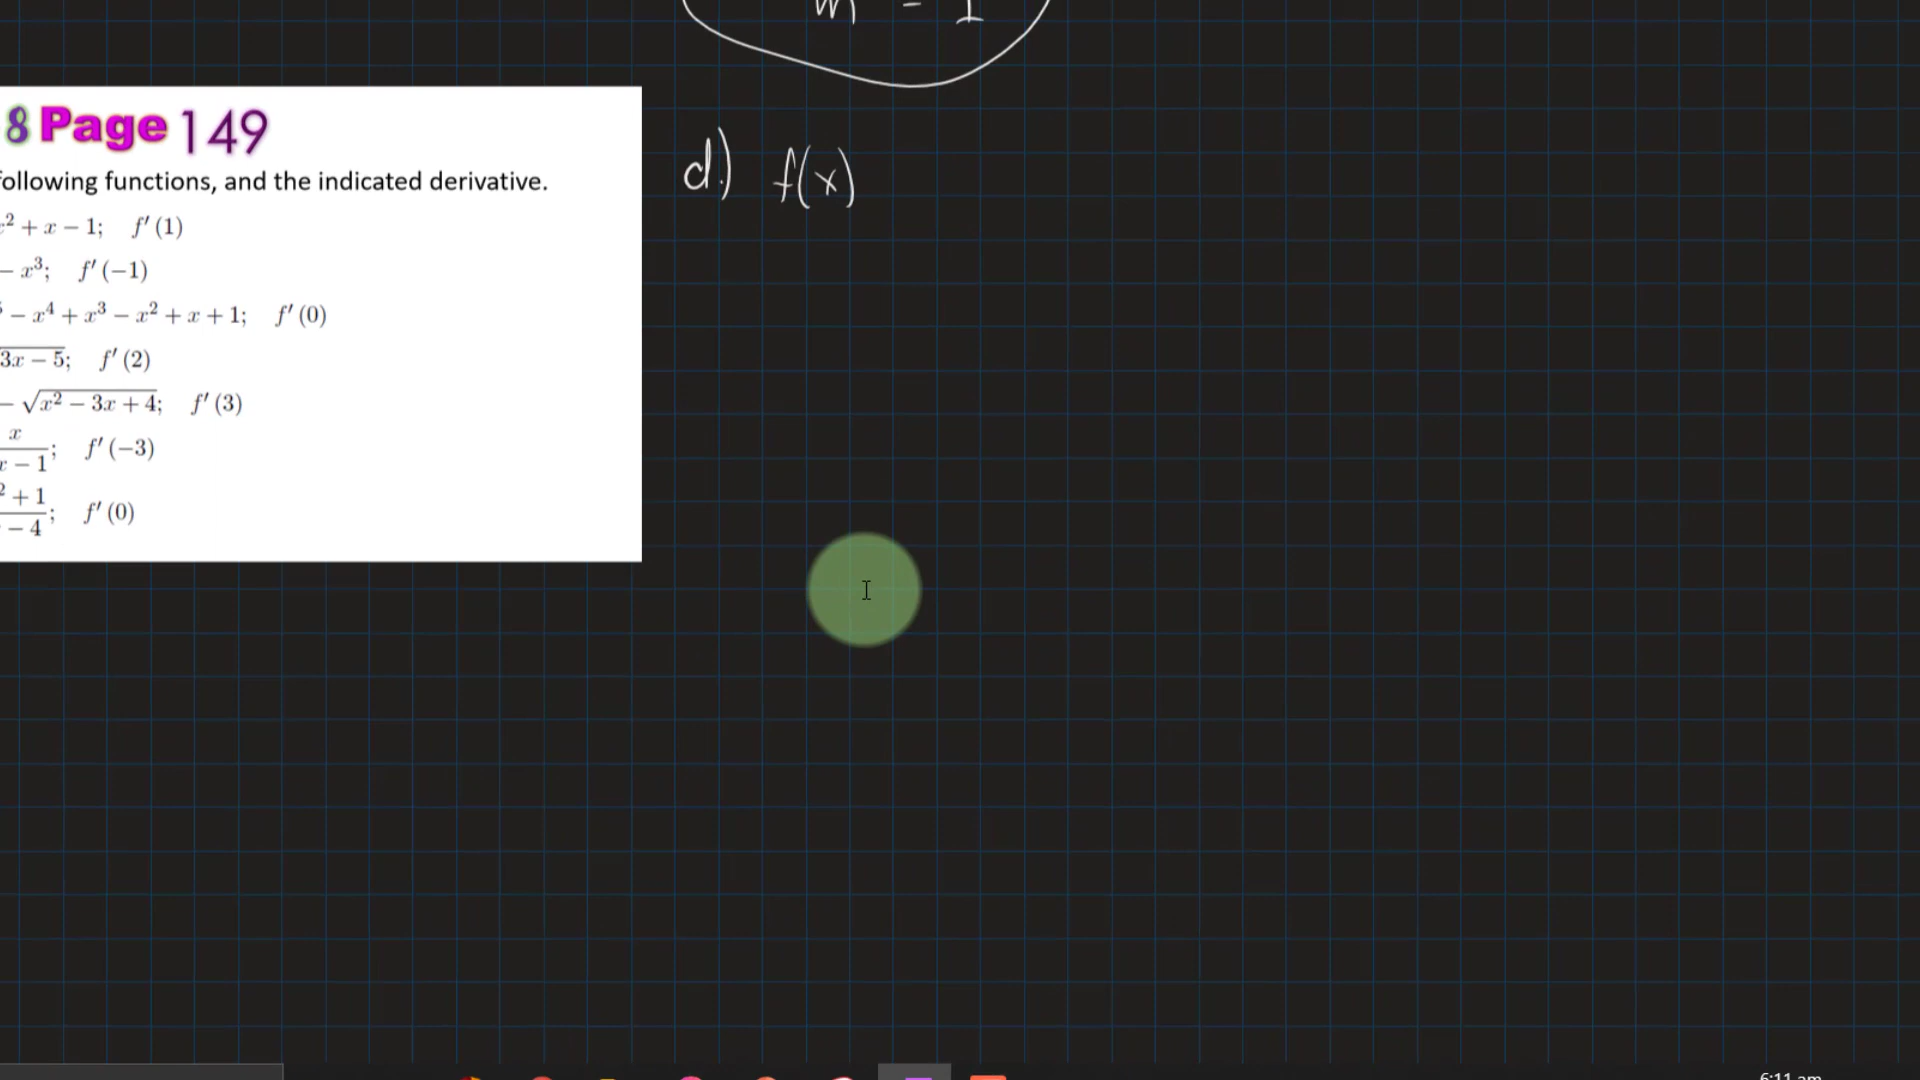 m = 1
8 Page 149
following functions, and the indicated derivative.
² + x − 1; f′ (1)
− x³; f′ (−1)
− x⁴ + x³ − x² + x + 1; f′ (0)
3x − 5; f′ (2)
− √x² − 3x + 4; f′ (3)
x
x − 1; f′ (−3)
² + 1
− 4; f′ (0)
d.) f(x)
6:11 am